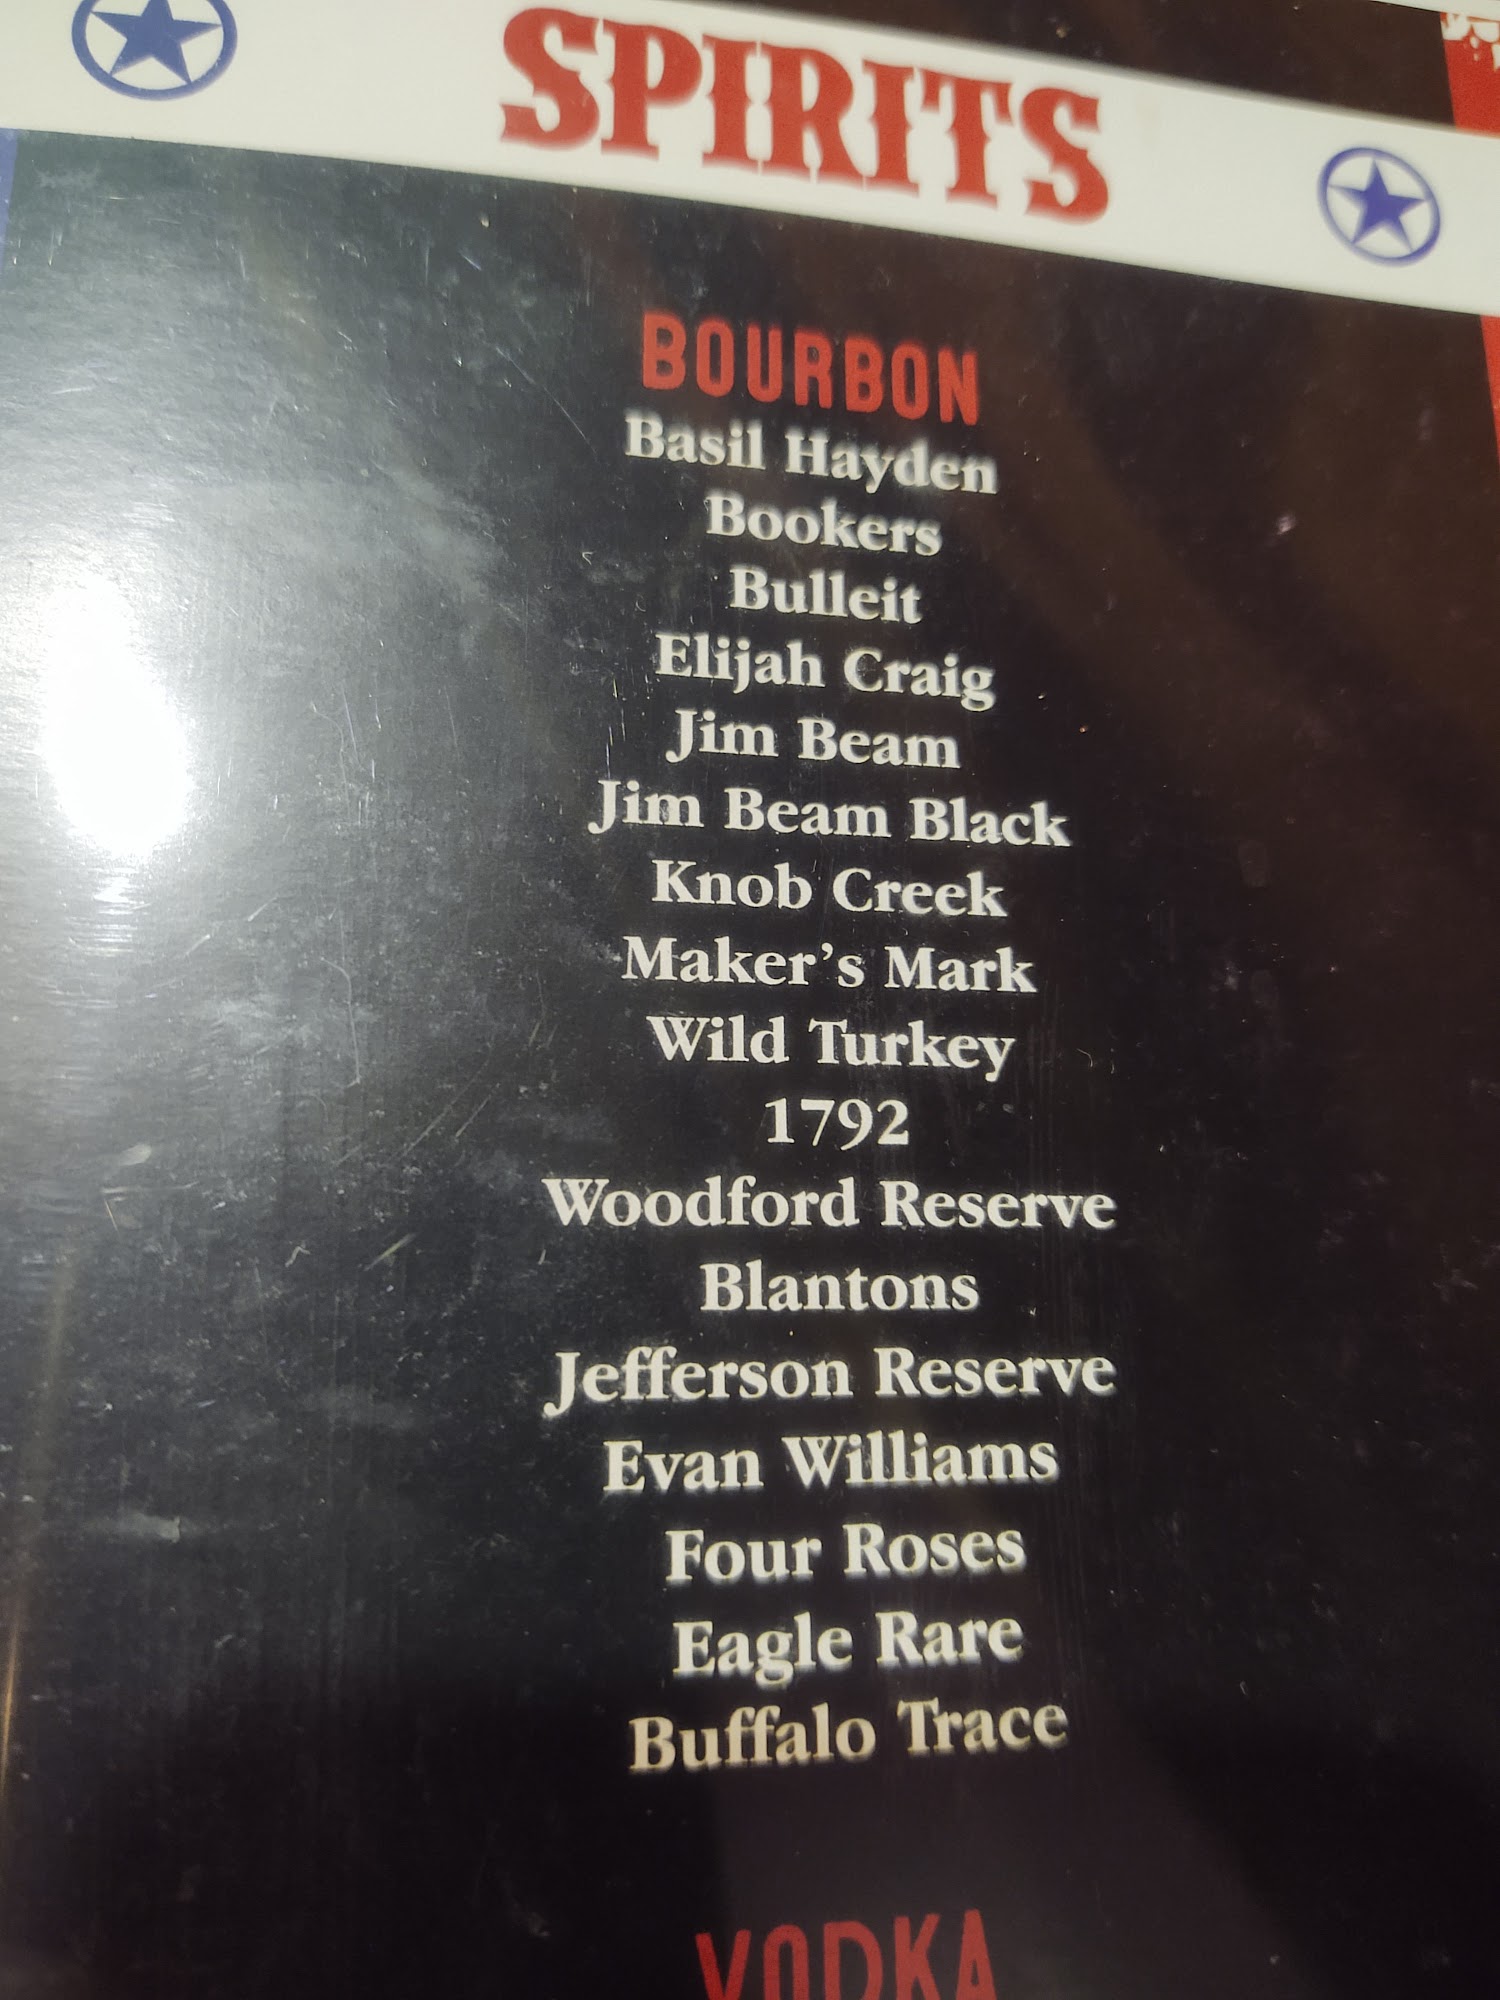 SPIRITS
BOURBON
Basil Hayden
Bookers
Bulleit
Elijah Craig
Jim Beam
Jim Beam Black
Knob Creek
Maker's Mark
Wild Turkey
1792
Woodford Reserve
Blantons
Jefferson Reserve
Evan Williams
Four Roses
Eagle Rare
Buffalo Trace
VODKA